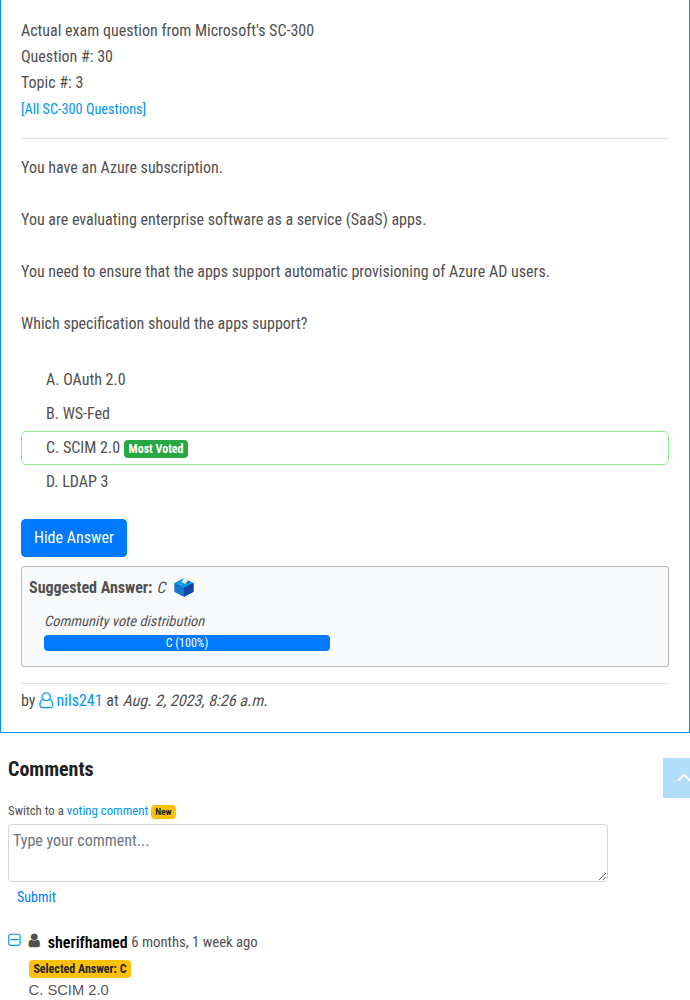 Actual exam question from Microsoft's SC-300
Question #: 30
Topic #: 3
[All SC-300 Questions]
You have an Azure subscription.
You are evaluating enterprise software as a service (SaaS) apps.
You need to ensure that the apps support automatic provisioning of Azure AD users.
Which specification should the apps support?
A. OAuth 2.0
B. WS-Fed
C. SCIM 2.0 Most Voted
D. LDAP 3
Hide Answer
Suggested Answer: C
Community vote distribution
C (100%)
by nils241 at Aug. 2, 2023, 8:26 a.m.
Comments
Switch to a voting comment New
Type your comment...
Submit
sherifhamed 6 months, 1 week ago
Selected Answer: C
C. SCIM 2.0